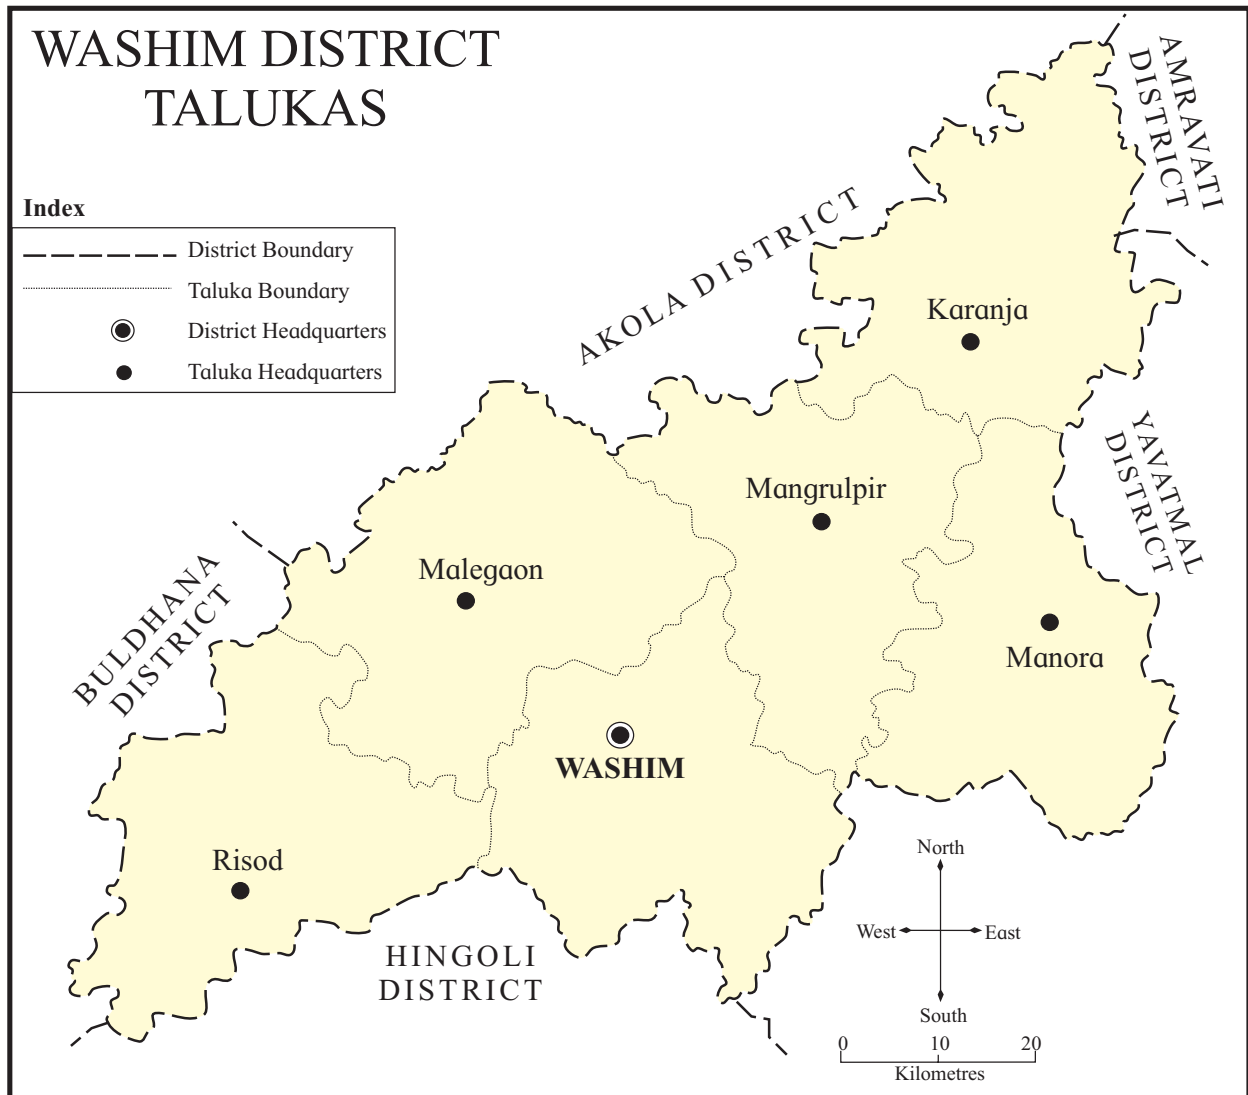 WASHIM DISTRICT
TALUKAS
Index
District Boundary
Taluka Boundary
District Headquarters
Taluka Headquarters
AMRAVATI
DISTRICT
AKOLA DISTRICT
Karanja
YAVATMAL
DISTRICT
Mangrulpir
Malegaon
BULDHANA
DISTRICT
Manora
WASHIM
Risod
HINGOLI
DISTRICT
North
West
East
South
0 10 20
Kilometres